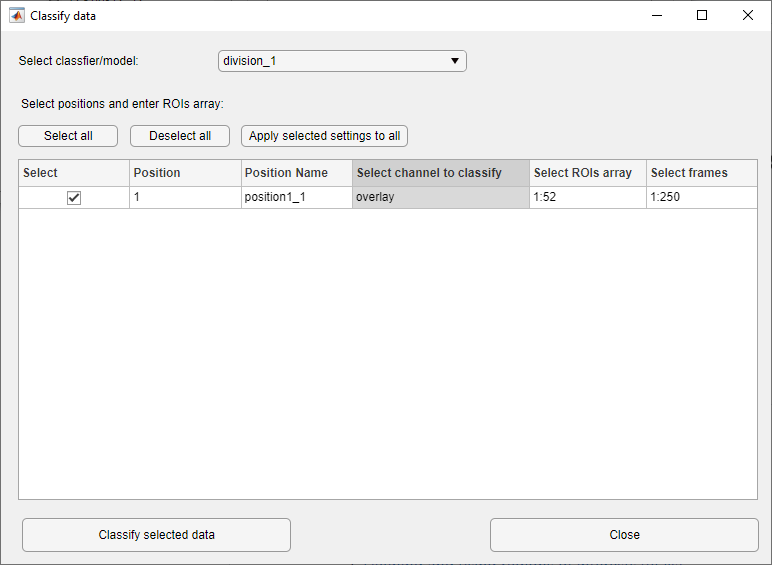 Classify data
Select classfier/model: division_1
Select positions and enter ROIs array:
Select all Deselect all Apply selected settings to all
Select Position Position Name Select channel to classify Select ROIs array Select frames
1 position1_1 overlay 1:52 1:250
Classify selected data Close